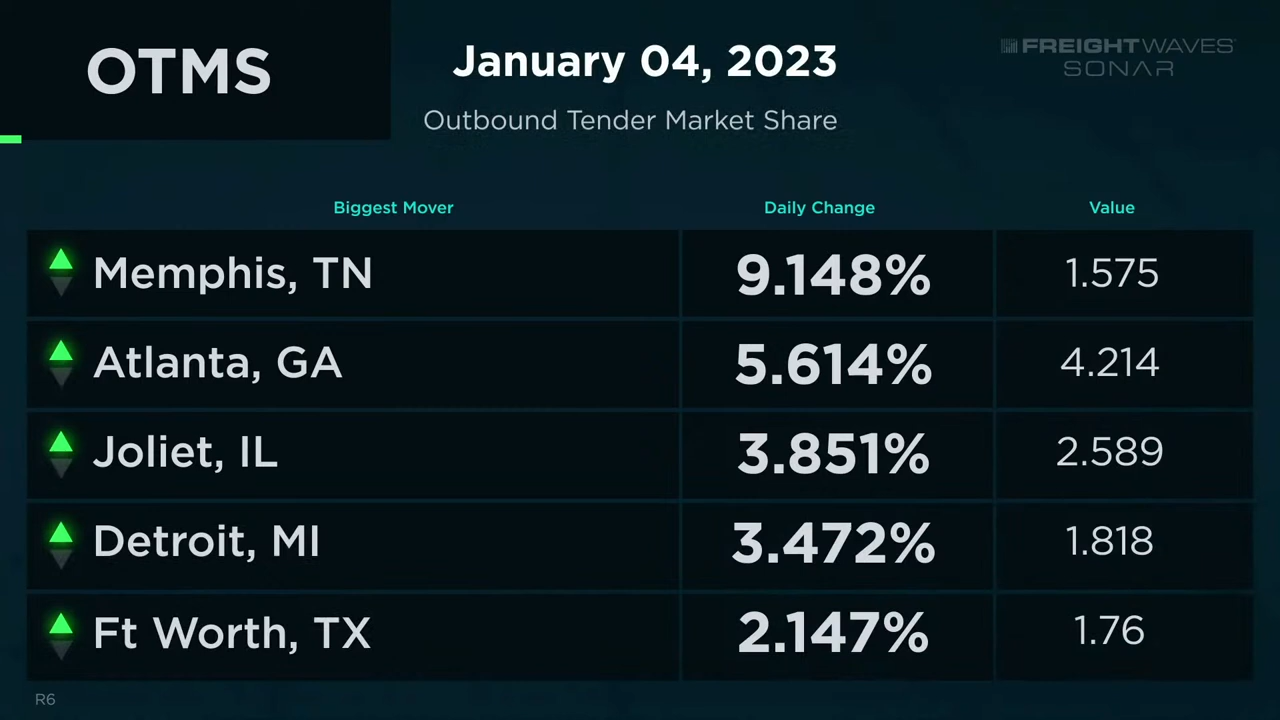 OTMS
January 04, 2023
Outbound Tender Market Share
FREIGHTWAVES
SONAR
Biggest Mover Daily Change Value
Memphis, TN 9.148% 1.575
Atlanta, GA 5.614% 4.214
Joliet, IL 3.851% 2.589
Detroit, MI 3.472% 1.818
Ft Worth, TX 2.147% 1.76
R6